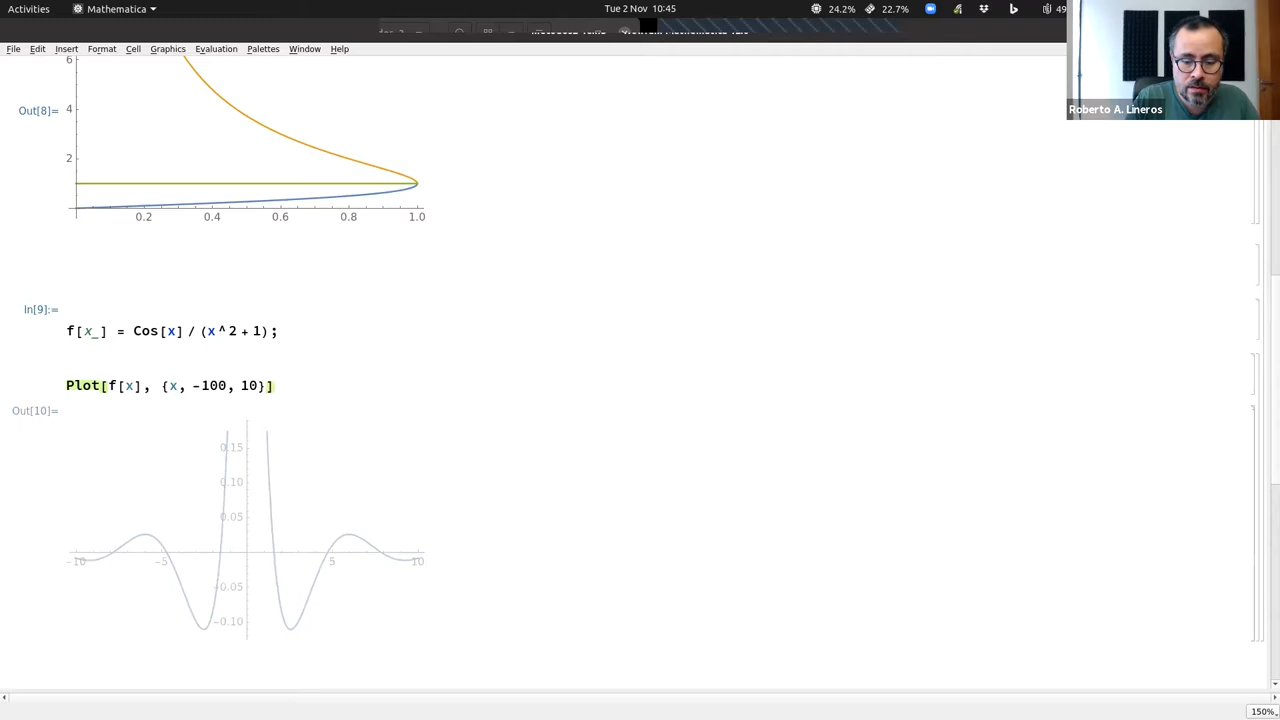 Activities Mathematica Tue 2 Nov 10:45 24.2% 22.7%
File Edit Insert Format Cell Graphics Evaluation Palettes Window Help
Roberto A. Lineros
6
Out[8]= 4
2
0.2 0.4 0.6 0.8 1.0
In[9]:=
f[x_] = Cos[x] / (x^2 + 1);
Plot[f[x], {x, -100, 10}]
Out[10]=
0.15
0.10
0.05
-10 -5 5 10
-0.05
-0.10
150%